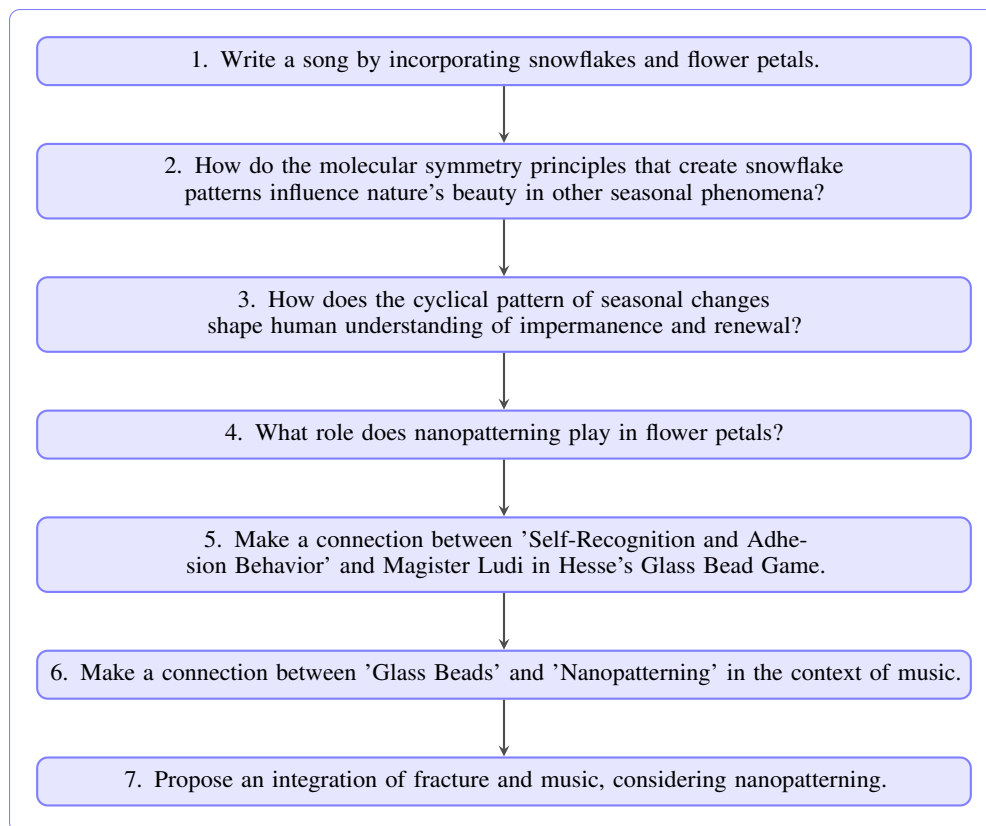 1. Write a song by incorporating snowflakes and flower petals.
2. How do the molecular symmetry principles that create snowflake
patterns influence nature's beauty in other seasonal phenomena?
3. How does the cyclical pattern of seasonal changes
shape human understanding of impermanence and renewal?
4. What role does nanopatterning play in flower petals?
5. Make a connection between ’Self-Recognition and Adhe-
sion Behavior’ and Magister Ludi in Hesse's Glass Bead Game.
6. Make a connection between ’Glass Beads’ and ’Nanopatterning’ in the context of music.
7. Propose an integration of fracture and music, considering nanopatterning.